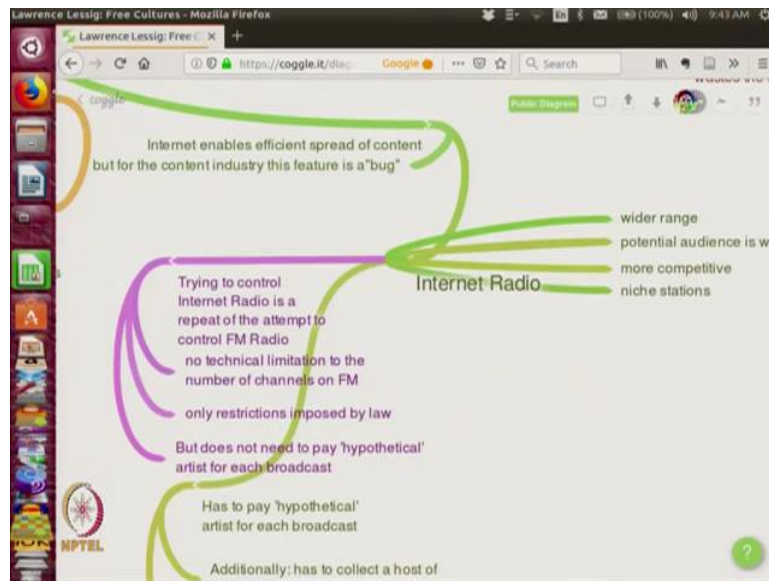 Lawrence Lessig: Free Cultures - Mozilla Firefox
En
(100%)
9:43 AM
Lawrence Lessig: Free C
https://coggle.it/diag
Google
Search
coggle
Public Diagram
Internet enables efficient spread of content
but for the content industry this feature is a"bug"
wider range
potential audience is w
more competitive
niche stations
Internet Radio
Trying to control
Internet Radio is a
repeat of the attempt to
control FM Radio
no technical limitation to the
number of channels on FM
only restrictions imposed by law
But does not need to pay 'hypothetical'
artist for each broadcast
Has to pay 'hypothetical'
artist for each broadcast
Additionally: has to collect a host of
NPTEL
?